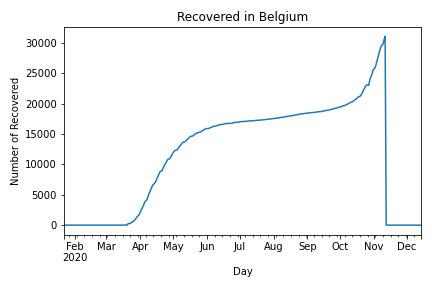 Recovered in Belgium
Number of Recovered
30000
25000
20000
15000
10000
5000
0
Feb Mar Apr May Jun Jul Aug Sep Oct Nov Dec
2020
Day